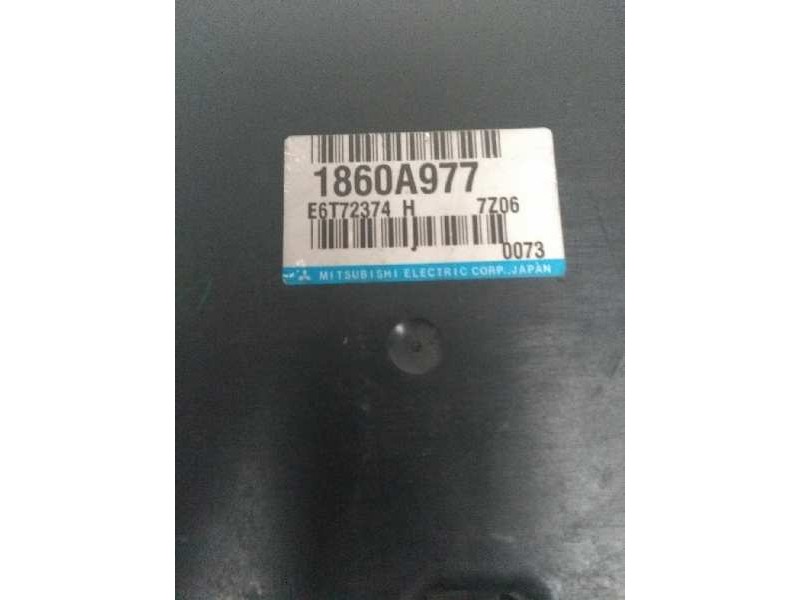 1860A977
E6T72374 H 7Z06
0073
MITSUBISHI ELECTRIC CORP., JAPAN